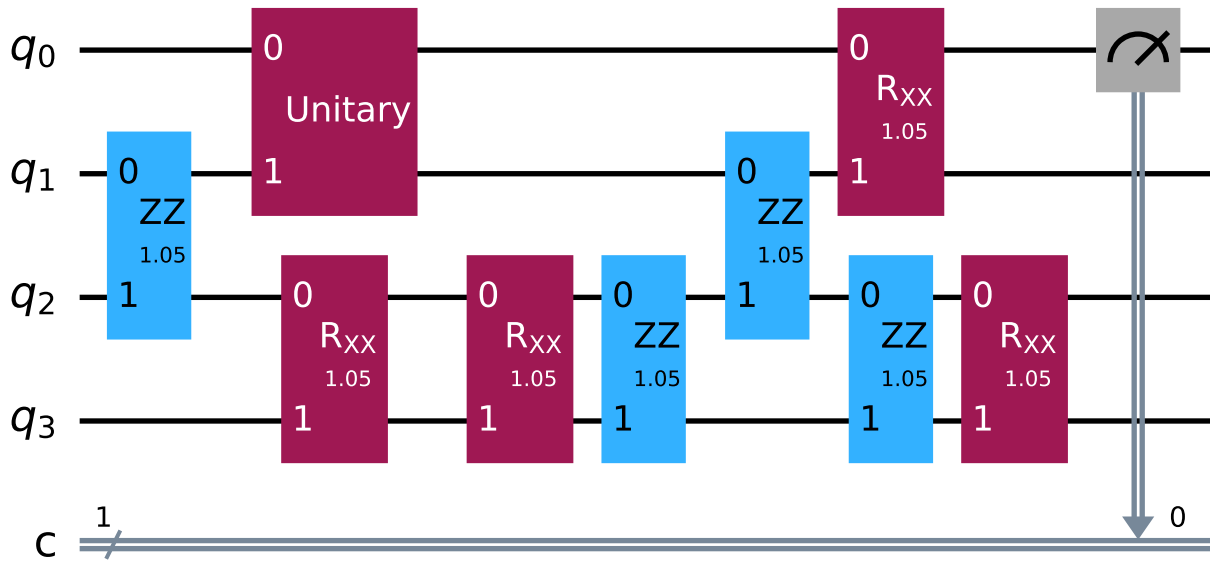 q0 0 0
Unitary RXX
1.05
q1 0 1 0 1
ZZ ZZ
1.05 1.05
q2 1 0 0 0 1 0 0
RXX RXX ZZ ZZ RXX
1.05 1.05 1.05 1.05 1.05
q3 1 1 1 1 1
1 0
c